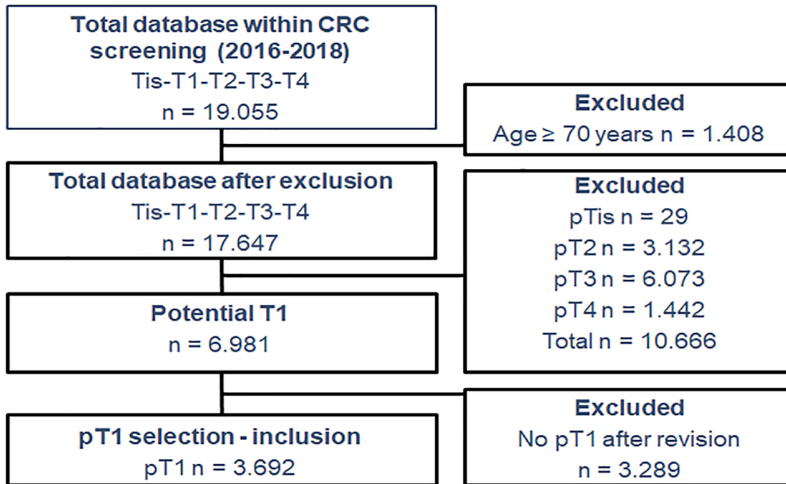 Total database within CRC
screening (2016-2018)
Tis-T1-T2-T3-T4
n = 19.055
Excluded
Age ≥ 70 years n = 1.408
Total database after exclusion
Tis-T1-T2-T3-T4
n = 17.647
Excluded
pTis n = 29
pT2 n = 3.132
pT3 n = 6.073
pT4 n = 1.442
Total n = 10.666
Potential T1
n = 6.981
Excluded
No pT1 after revision
n = 3.289
pT1 selection - inclusion
pT1 n = 3.692